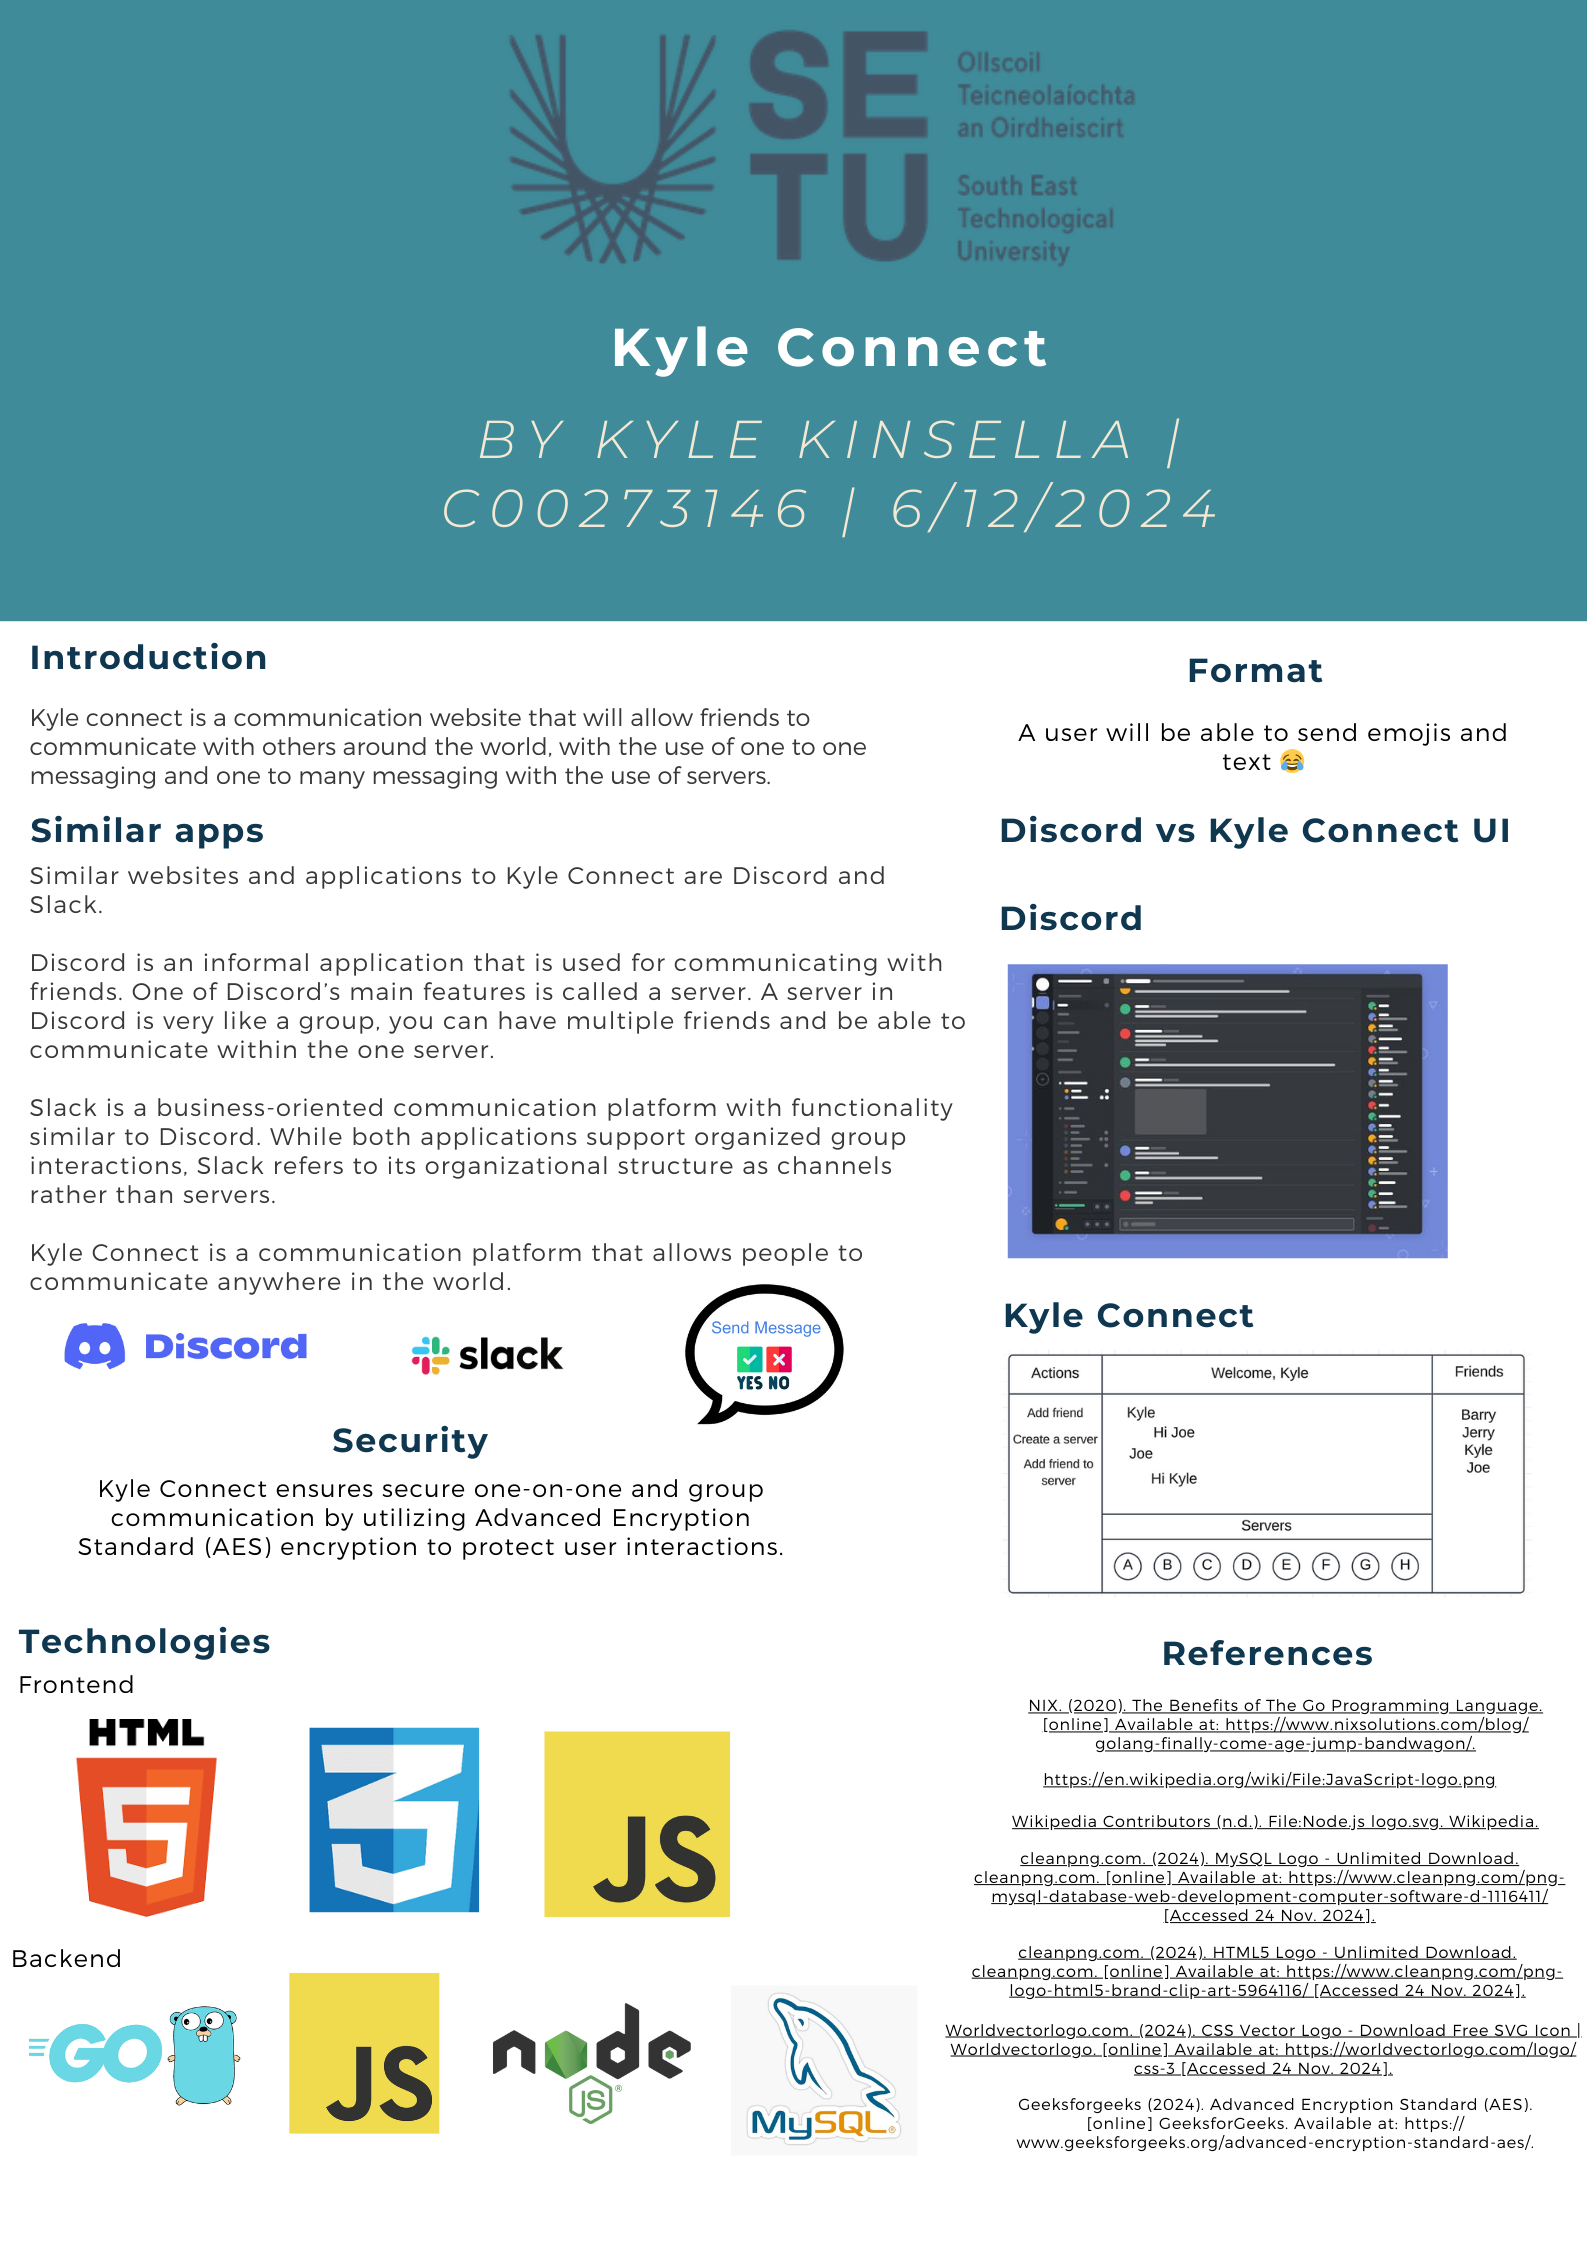 SE
TU
Ollscoil
Teicneolaíochta
an Oirdheiscirt
South East
Technological
University
Kyle Connect
BY KYLE KINSELLA |
C00273146 | 6/12/2024
Introduction
Kyle connect is a communication website that will allow friends to
communicate with others around the world, with the use of one to one
messaging and one to many messaging with the use of servers.
Similar apps
Similar websites and applications to Kyle Connect are Discord and
Slack.
Discord is an informal application that is used for communicating with
friends. One of Discord’s main features is called a server. A server in
Discord is very like a group, you can have multiple friends and be able to
communicate within the one server.
Slack is a business-oriented communication platform with functionality
similar to Discord. While both applications support organized group
interactions, Slack refers to its organizational structure as channels
rather than servers.
Kyle Connect is a communication platform that allows people to
communicate anywhere in the world.
Discord
slack
Send Message
YES NO
Security
Kyle Connect ensures secure one-on-one and group
communication by utilizing Advanced Encryption
Standard (AES) encryption to protect user interactions.
Technologies
Frontend
HTML
5
3
JS
Backend
GO
JS
node
JS
MySQL
Format
A user will be able to send emojis and
text 😂
Discord vs Kyle Connect UI
Discord
Kyle Connect
Actions
Welcome, Kyle
Friends
Add friend
Create a server
Add friend to
server
Kyle
Hi Joe
Joe
Hi Kyle
Barry
Jerry
Kyle
Joe
Servers
A B C D E F G H
References
NIX. (2020). The Benefits of The Go Programming Language.
[online] Available at: https://www.nixsolutions.com/blog/
golang-finally-come-age-jump-bandwagon/.
https://en.wikipedia.org/wiki/File:JavaScript-logo.png
Wikipedia Contributors (n.d.). File:Node.js logo.svg. Wikipedia.
cleanpng.com. (2024). MySQL Logo - Unlimited Download.
cleanpng.com. [online] Available at: https://www.cleanpng.com/png-
mysql-database-web-development-computer-software-d-1116411/
[Accessed 24 Nov. 2024].
cleanpng.com. (2024). HTML5 Logo - Unlimited Download.
cleanpng.com. [online] Available at: https://www.cleanpng.com/png-
logo-html5-brand-clip-art-5964116/ [Accessed 24 Nov. 2024].
Worldvectorlogo.com. (2024). CSS Vector Logo - Download Free SVG Icon |
Worldvectorlogo. [online] Available at: https://worldvectorlogo.com/logo/
css-3 [Accessed 24 Nov. 2024].
Geeksforgeeks (2024). Advanced Encryption Standard (AES).
[online] GeeksforGeeks. Available at: https://
www.geeksforgeeks.org/advanced-encryption-standard-aes/.